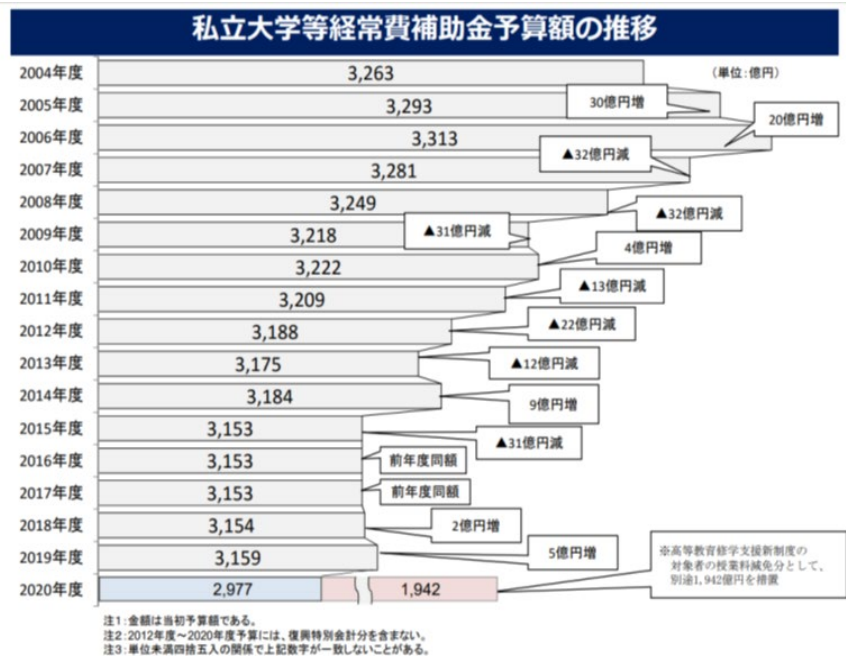 私立大学等経常費補助金予算額の推移
（単位：億円）
2004年度 3,263
2005年度 3,293 30億円増
2006年度 3,313 20億円増
2007年度 3,281 ▲32億円減
2008年度 3,249 ▲32億円減
2009年度 3,218 ▲31億円減
2010年度 3,222 4億円増
2011年度 3,209 ▲13億円減
2012年度 3,188 ▲22億円減
2013年度 3,175 ▲12億円減
2014年度 3,184 9億円増
2015年度 3,153 ▲31億円減
2016年度 3,153 前年度同額
2017年度 3,153 前年度同額
2018年度 3,154 2億円増
2019年度 3,159 5億円増
2020年度 2,977 1,942
※高等教育修学支援新制度の
対象者の授業料減免分として、
別途1,942億円を措置
注1：金額は当初予算額である。
注2：2012年度～2020年度予算には、復興特別会計分を含まない。
注3：単位未満四捨五入の関係で上記数字が一致しないことがある。